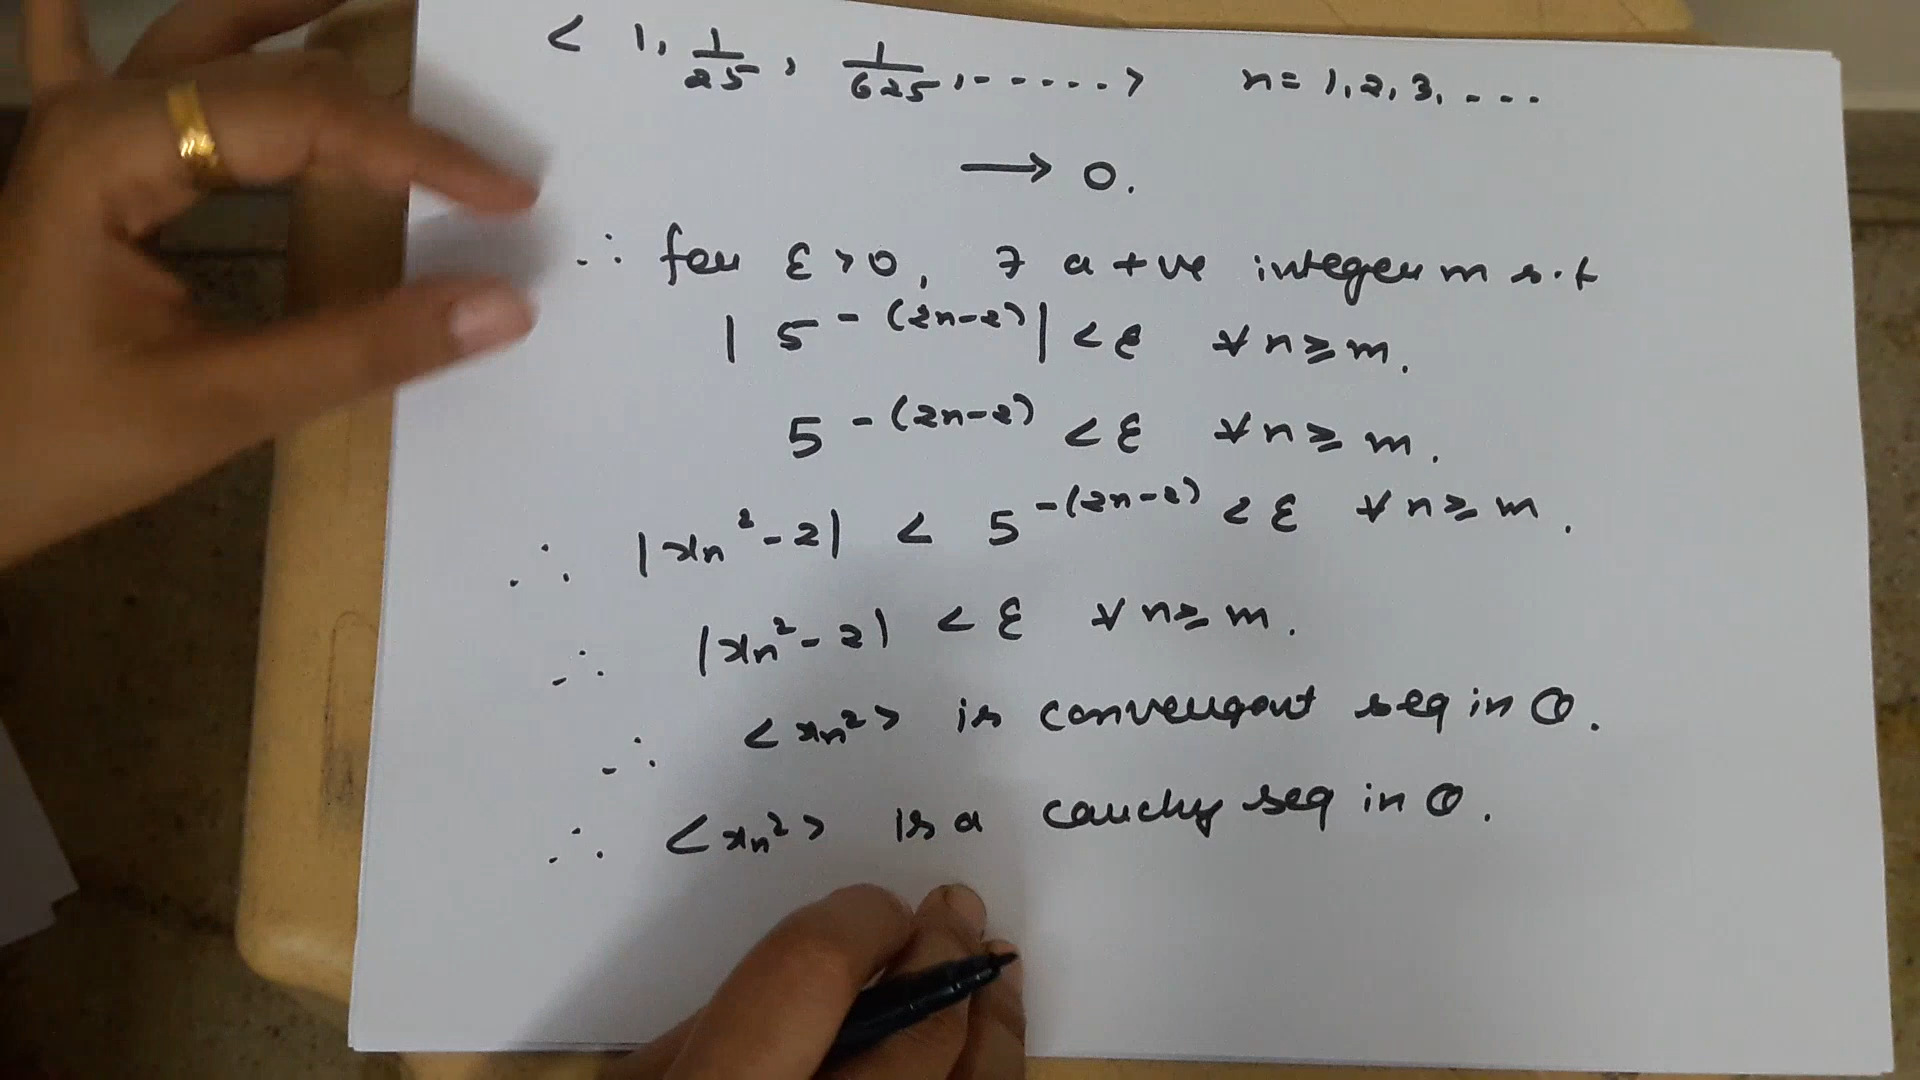 < 1, 1/25, 1/625, ------> n = 1, 2, 3, ---
⟶ 0.
∴ for ε > 0, ∃ a +ve integer m s.t
| 5^-(2n-2) | < ε ∀ n ≥ m.
5^-(2n-2) < ε ∀ n ≥ m.
∴ |xn² - 2| < 5^-(2n-2) < ε ∀ n ≥ m.
∴ |xn² - 2| < ε ∀ n ≥ m.
∴ <xn²> is convergent seq in Q.
∴ <xn²> is a cauchy seq in Q.